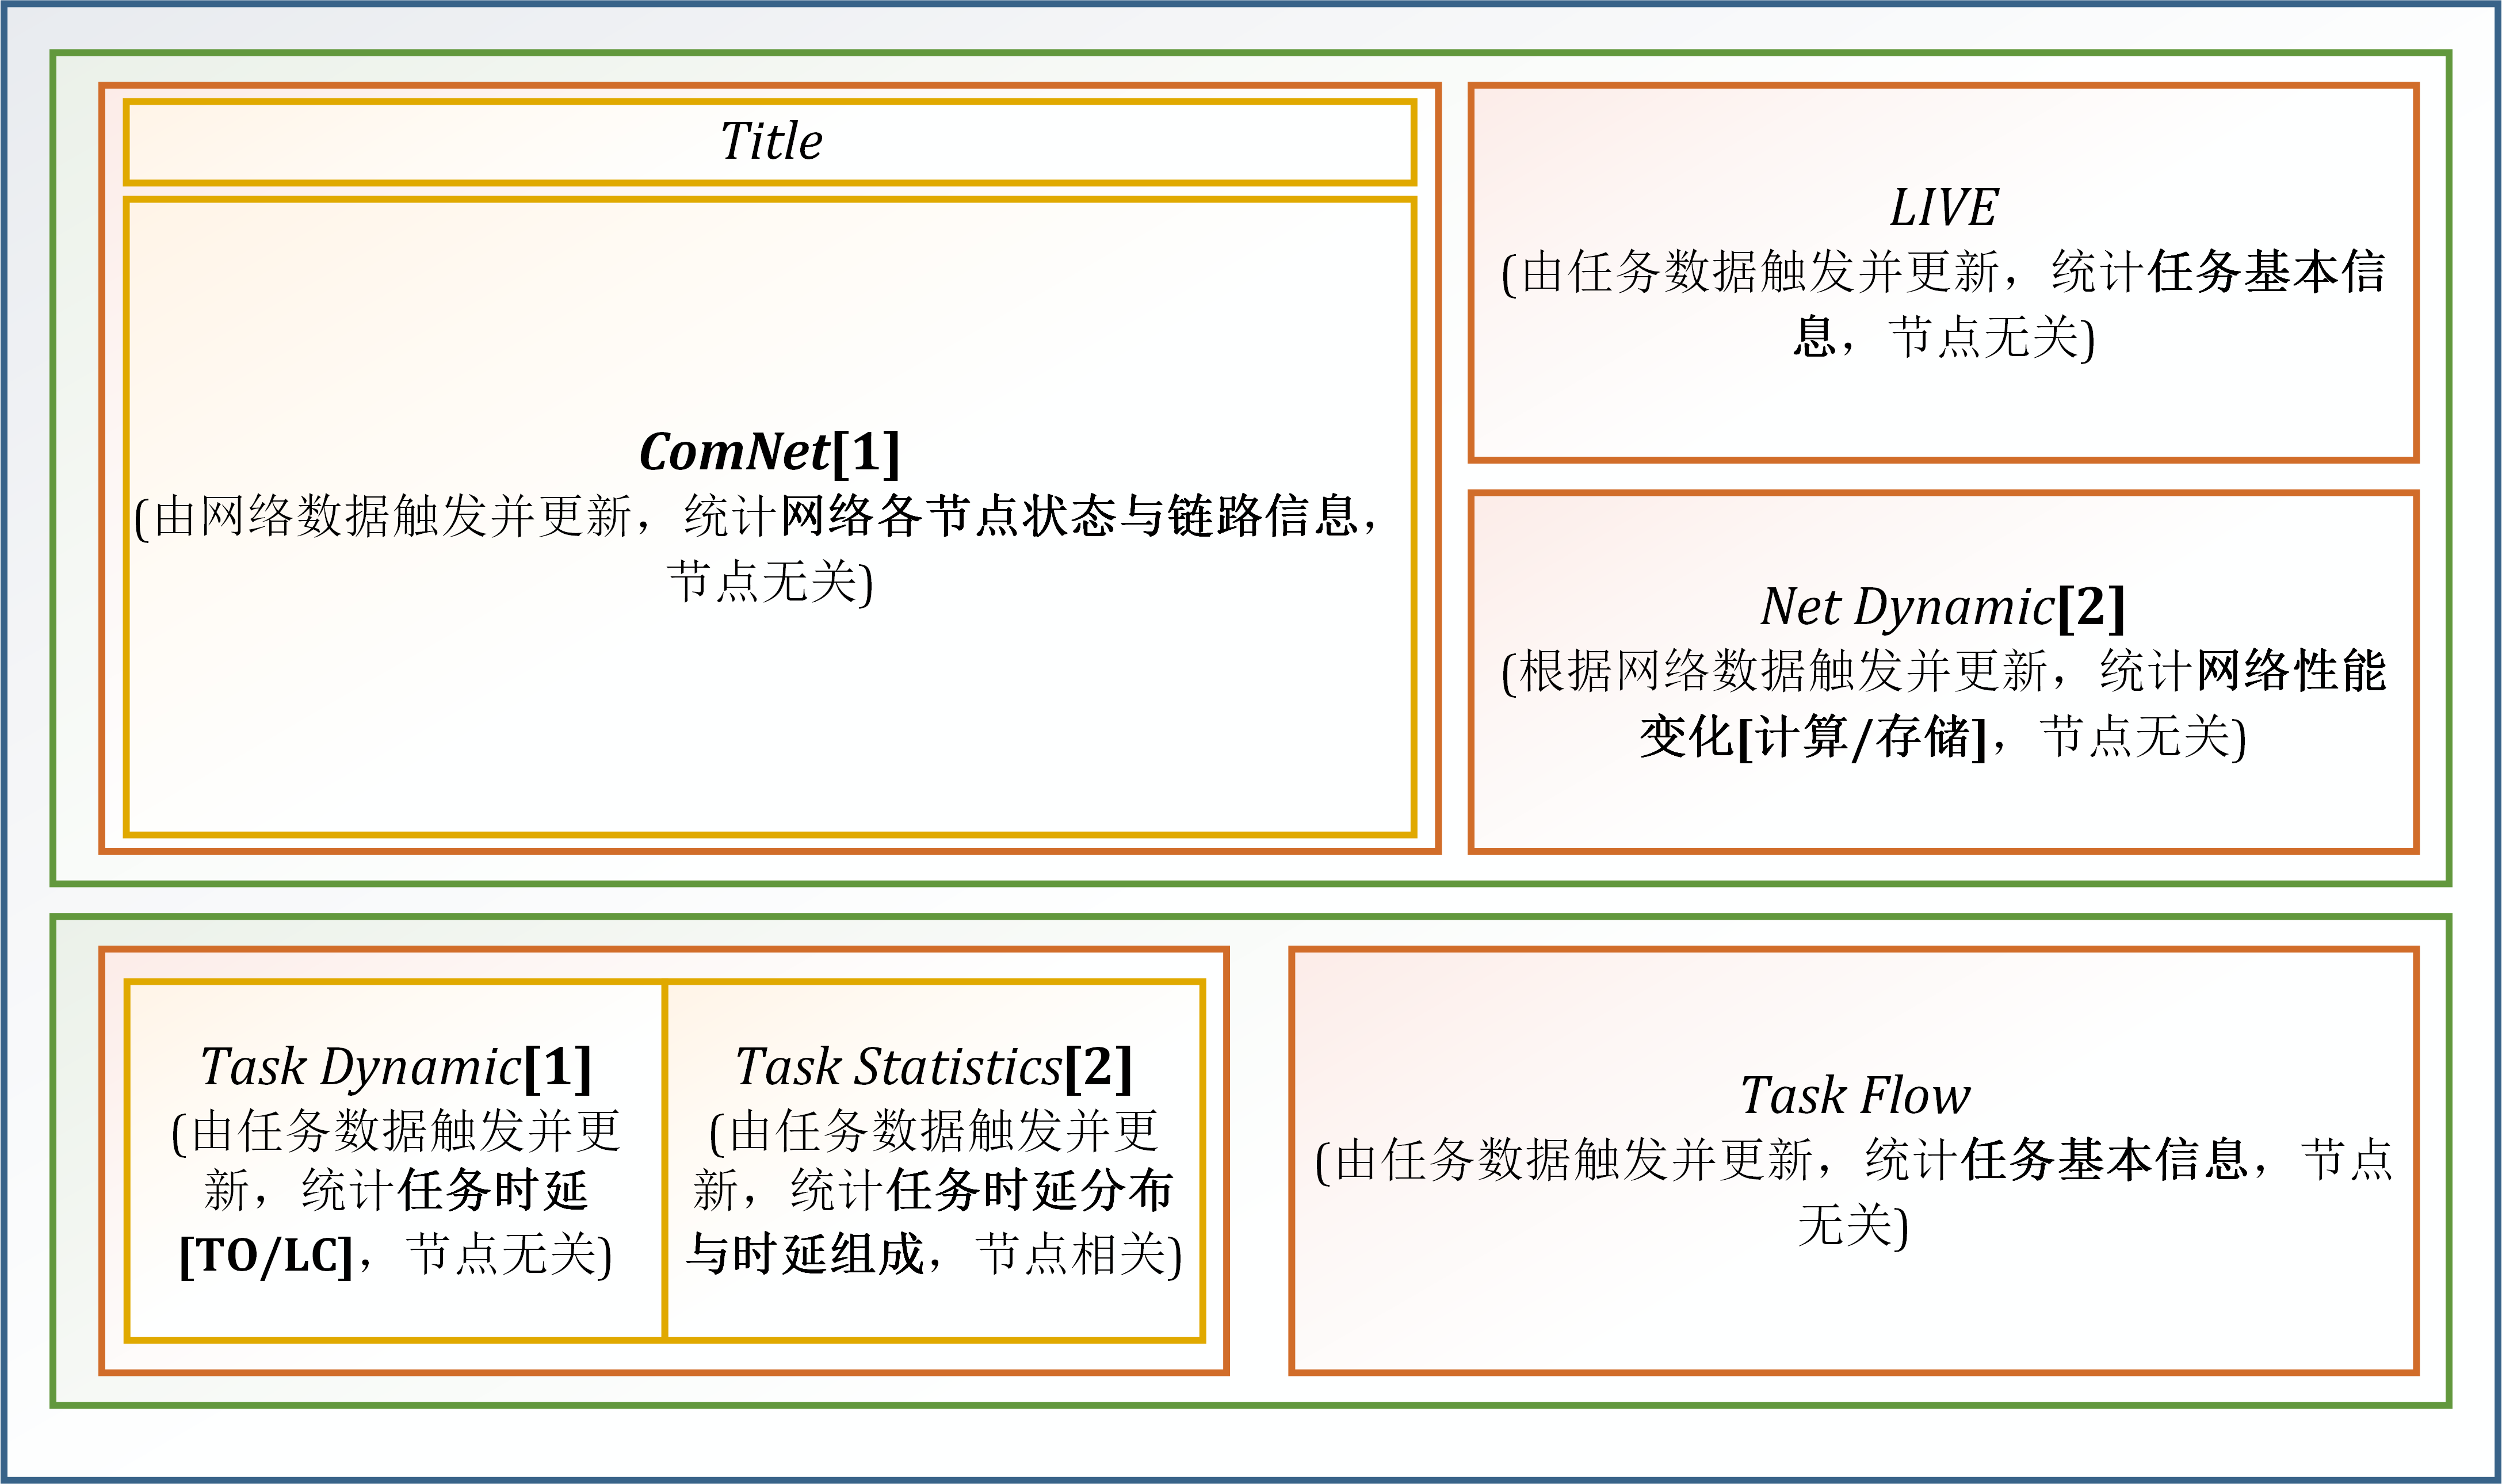 Title
ComNet[1]
(由网络数据触发并更新，统计网络各节点状态与链路信息，
节点无关)
LIVE
(由任务数据触发并更新，统计任务基本信
息，节点无关)
Net Dynamic[2]
(根据网络数据触发并更新，统计网络性能
变化[计算/存储]，节点无关)
Task Dynamic[1]
(由任务数据触发并更
新，统计任务时延
[TO/LC]，节点无关)
Task Statistics[2]
(由任务数据触发并更
新，统计任务时延分布
与时延组成，节点相关)
Task Flow
(由任务数据触发并更新，统计任务基本信息，节点
无关)